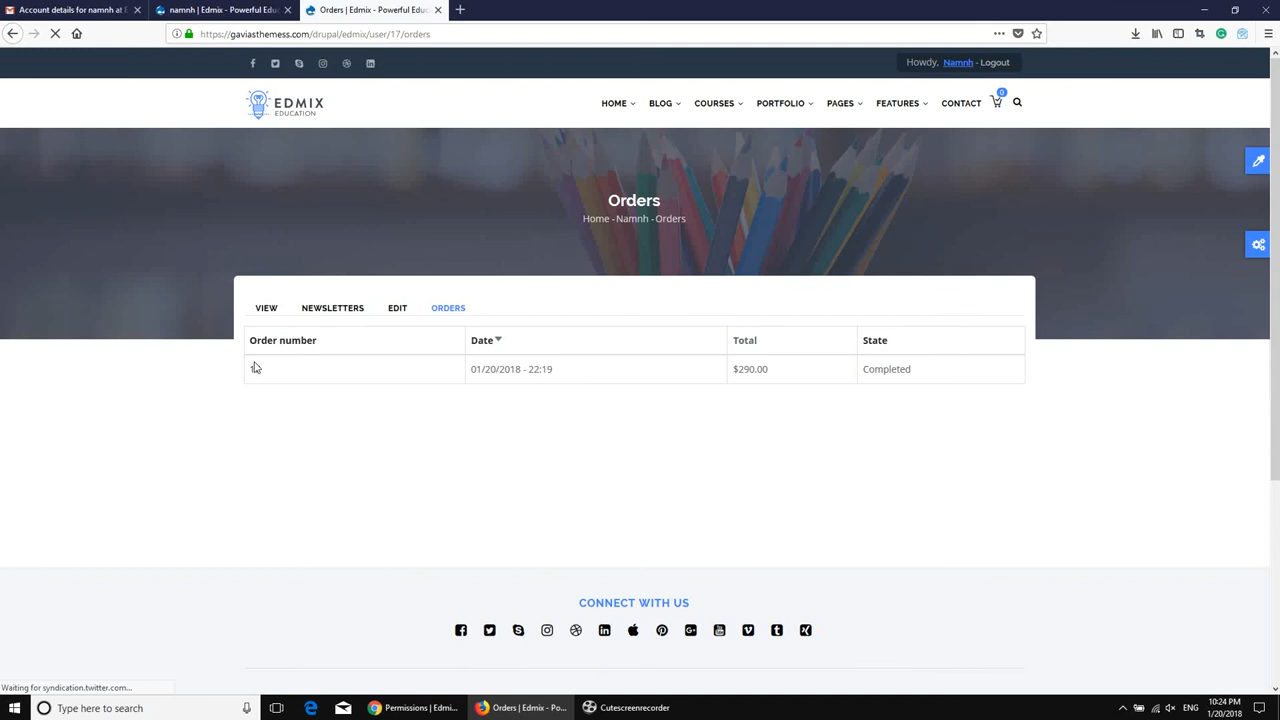 Account details for namnh at E
namnh | Edmix - Powerful Educ
Orders | Edmix - Powerful Educ
https://gaviasthemess.com/drupal/edmix/user/17/orders
Howdy, Namnh - Logout
EDMIX
EDUCATION
HOME BLOG COURSES PORTFOLIO PAGES FEATURES CONTACT 0
Orders
Home - Namnh - Orders
VIEW NEWSLETTERS EDIT ORDERS
Order number Date Total State
01/20/2018 - 22:19 $290.00 Completed
CONNECT WITH US
Waiting for syndication.twitter.com...
Type here to search
Permissions | Edmi...
Orders | Edmix - Po...
Cutescreenrecorder
ENG
10:24 PM
1/20/2018